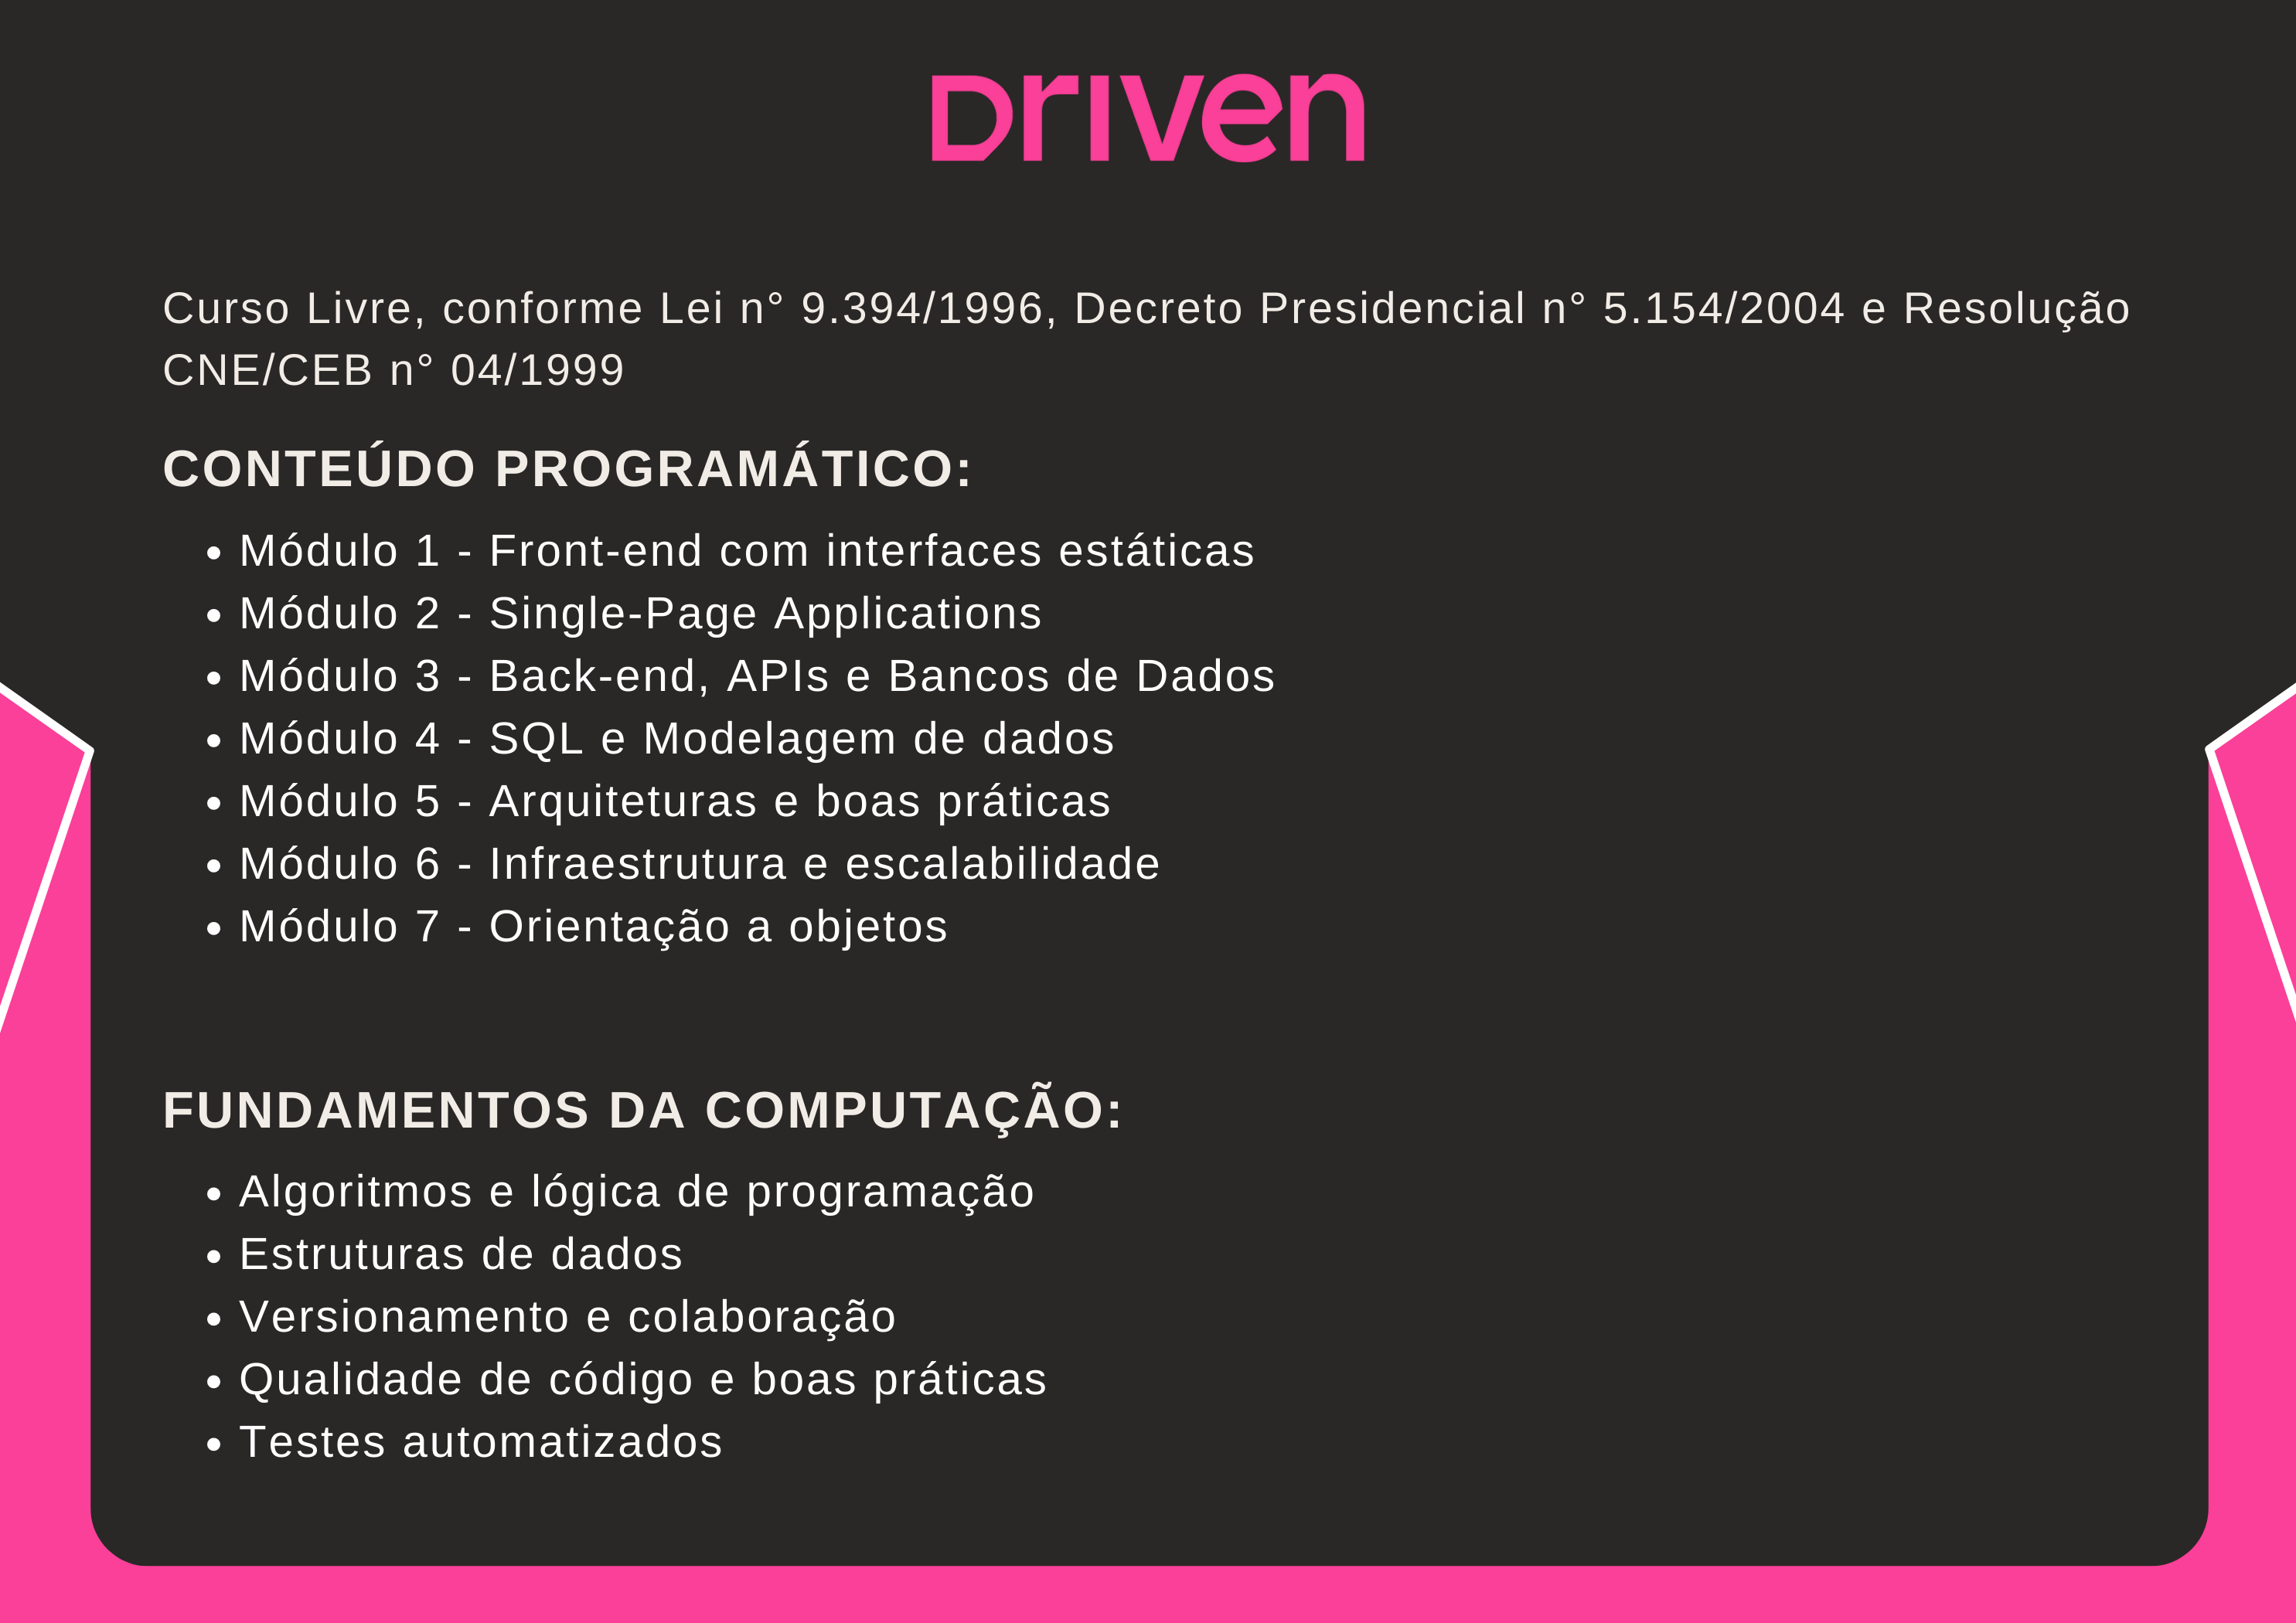 Driven
Curso Livre, conforme Lei n° 9.394/1996, Decreto Presidencial n° 5.154/2004 e Resolução
CNE/CEB n° 04/1999
CONTEÚDO PROGRAMÁTICO:
• Módulo 1 - Front-end com interfaces estáticas
• Módulo 2 - Single-Page Applications
• Módulo 3 - Back-end, APIs e Bancos de Dados
• Módulo 4 - SQL e Modelagem de dados
• Módulo 5 - Arquiteturas e boas práticas
• Módulo 6 - Infraestrutura e escalabilidade
• Módulo 7 - Orientação a objetos
FUNDAMENTOS DA COMPUTAÇÃO:
• Algoritmos e lógica de programação
• Estruturas de dados
• Versionamento e colaboração
• Qualidade de código e boas práticas
• Testes automatizados